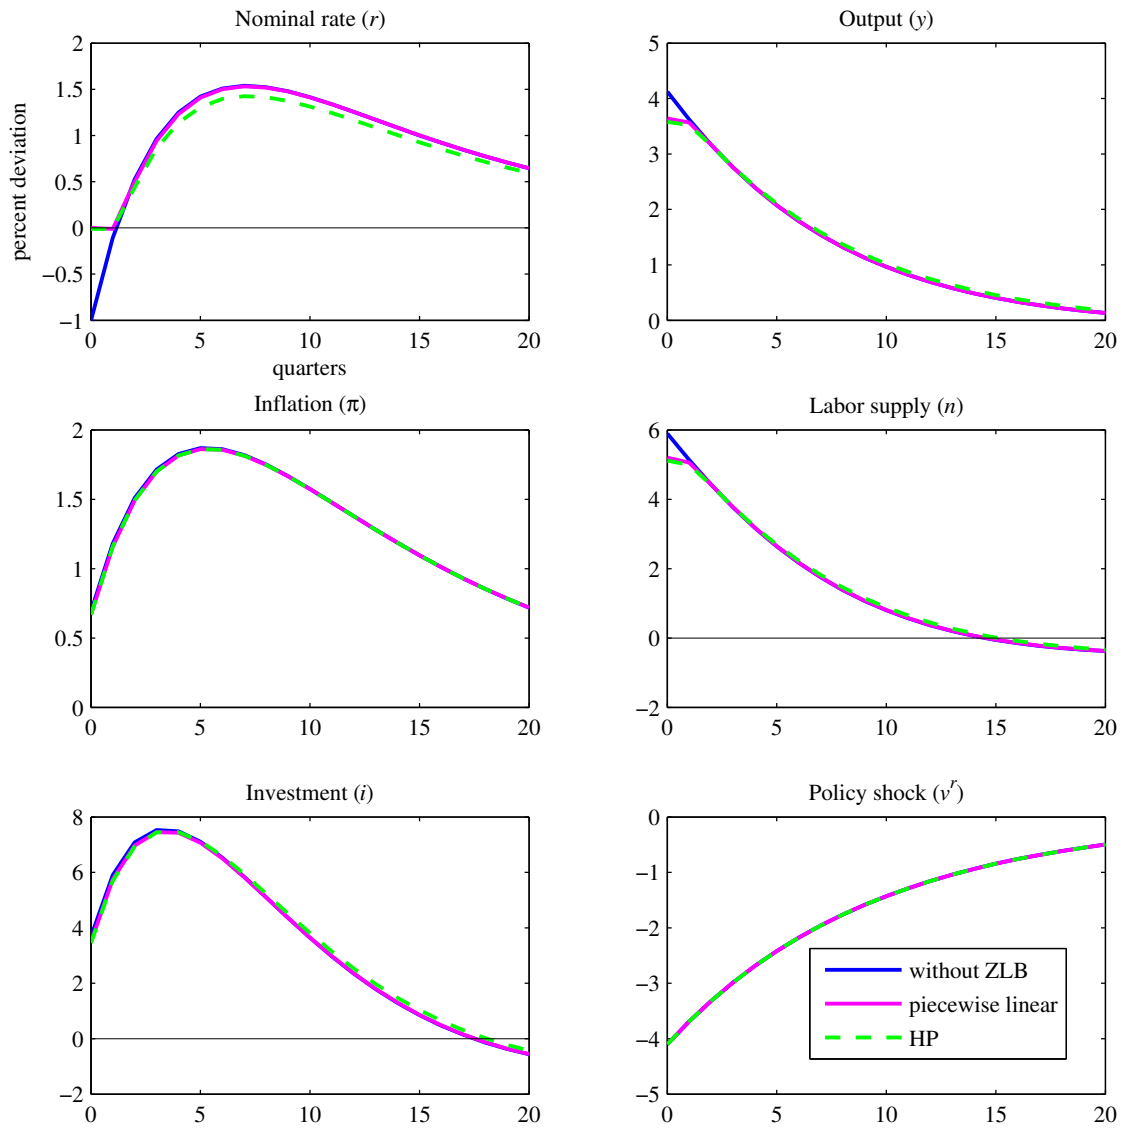 Nominal rate (r)
percent deviation
2
1.5
1
0.5
0
−0.5
−1
0 5 10 15 20
quarters
Output (y)
5
4
3
2
1
0
0 5 10 15 20
Inflation (π)
2
1.5
1
0.5
0
0 5 10 15 20
Labor supply (n)
6
4
2
0
−2
0 5 10 15 20
Investment (i)
8
6
4
2
0
−2
0 5 10 15 20
Policy shock (v^r)
0
−1
−2
−3
−4
−5
0 5 10 15 20
without ZLB
piecewise linear
HP